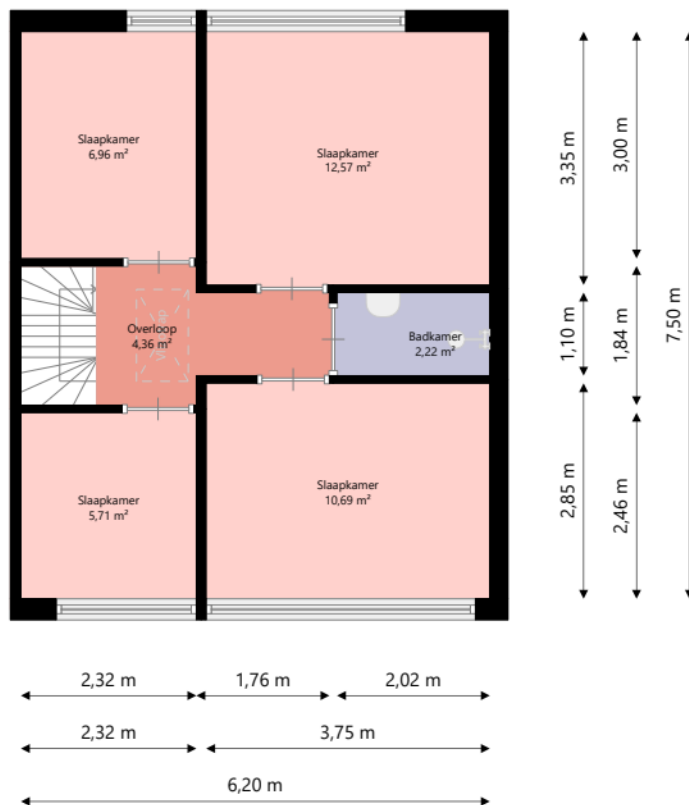 Slaapkamer
6,96 m²
Slaapkamer
12,57 m²
Overloop
4,36 m²
Badkamer
2,22 m²
Slaapkamer
5,71 m²
Slaapkamer
10,69 m²
3,35 m
3,00 m
7,50 m
1,10 m
1,84 m
2,85 m
2,46 m
2,32 m
1,76 m
2,02 m
2,32 m
3,75 m
6,20 m